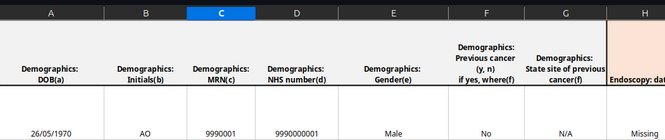 A B C D E F G H
Demographics: DOB(a)
Demographics: Initials(b)
Demographics: MRN(c)
Demographics: NHS number(d)
Demographics: Gender(e)
Demographics: Previous cancer (y, n) if yes, where(f)
Demographics: State site of previous cancer(f)
Endoscopy: dat
26/05/1970 AO 9990001 9990000001 Male No N/A Missing